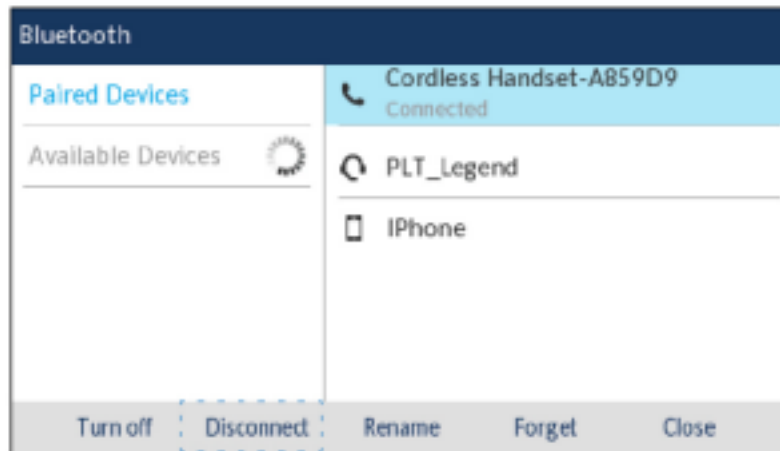 Bluetooth
Paired Devices
Available Devices
Cordless Handset-A859D9
Connected
PLT_Legend
IPhone
Turn off Disconnect Rename Forget Close